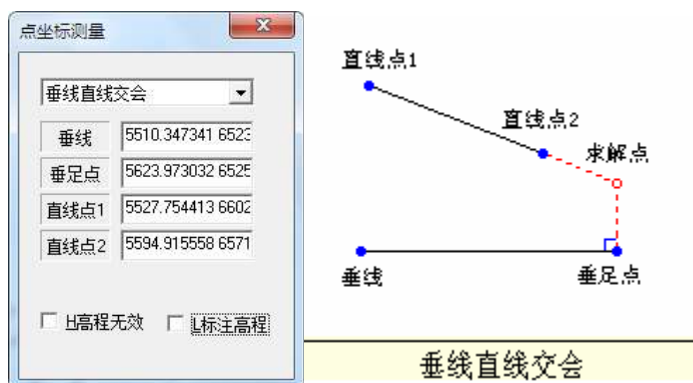 点坐标测量
垂线直线交会
垂线 5510.347341 6523
垂足点 5623.973032 6525
直线点1 5527.754413 6602
直线点2 5594.915558 6571
H高程无效 L标注高程
直线点1
直线点2
求解点
垂线
垂足点
垂线直线交会